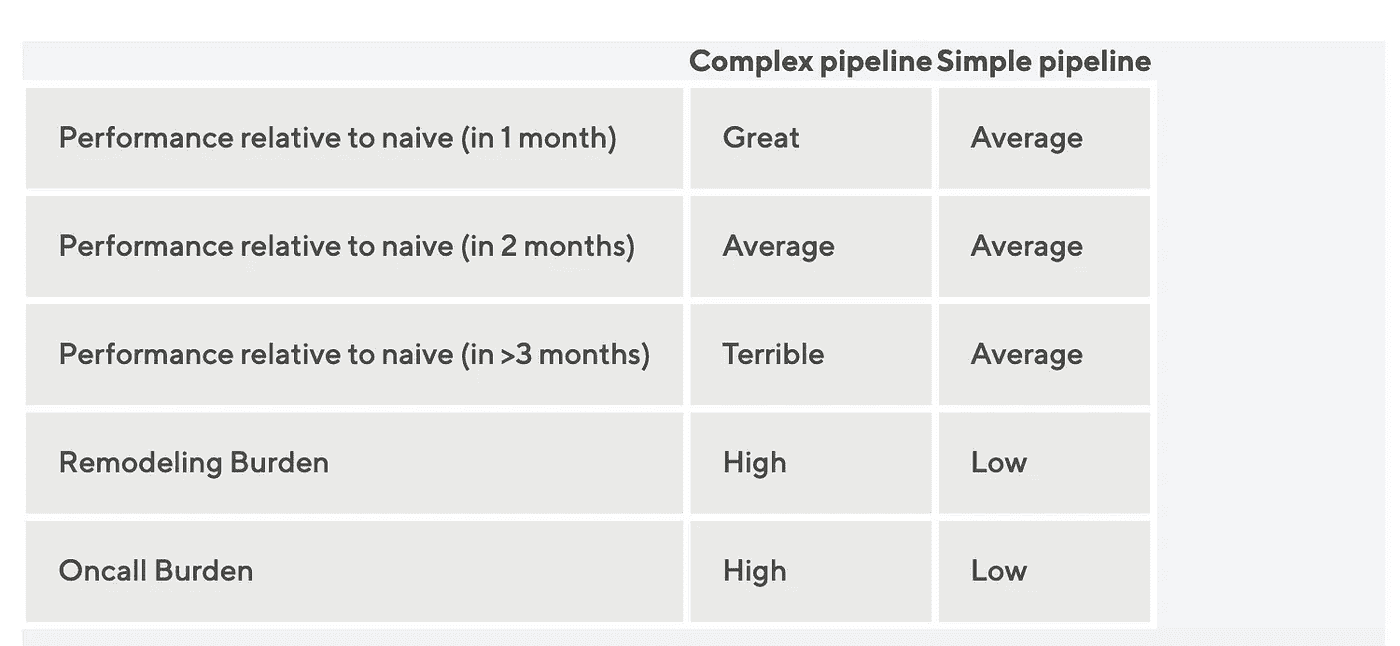 Complex pipeline Simple pipeline
Performance relative to naive (in 1 month) Great Average
Performance relative to naive (in 2 months) Average Average
Performance relative to naive (in >3 months) Terrible Average
Remodeling Burden High Low
Oncall Burden High Low